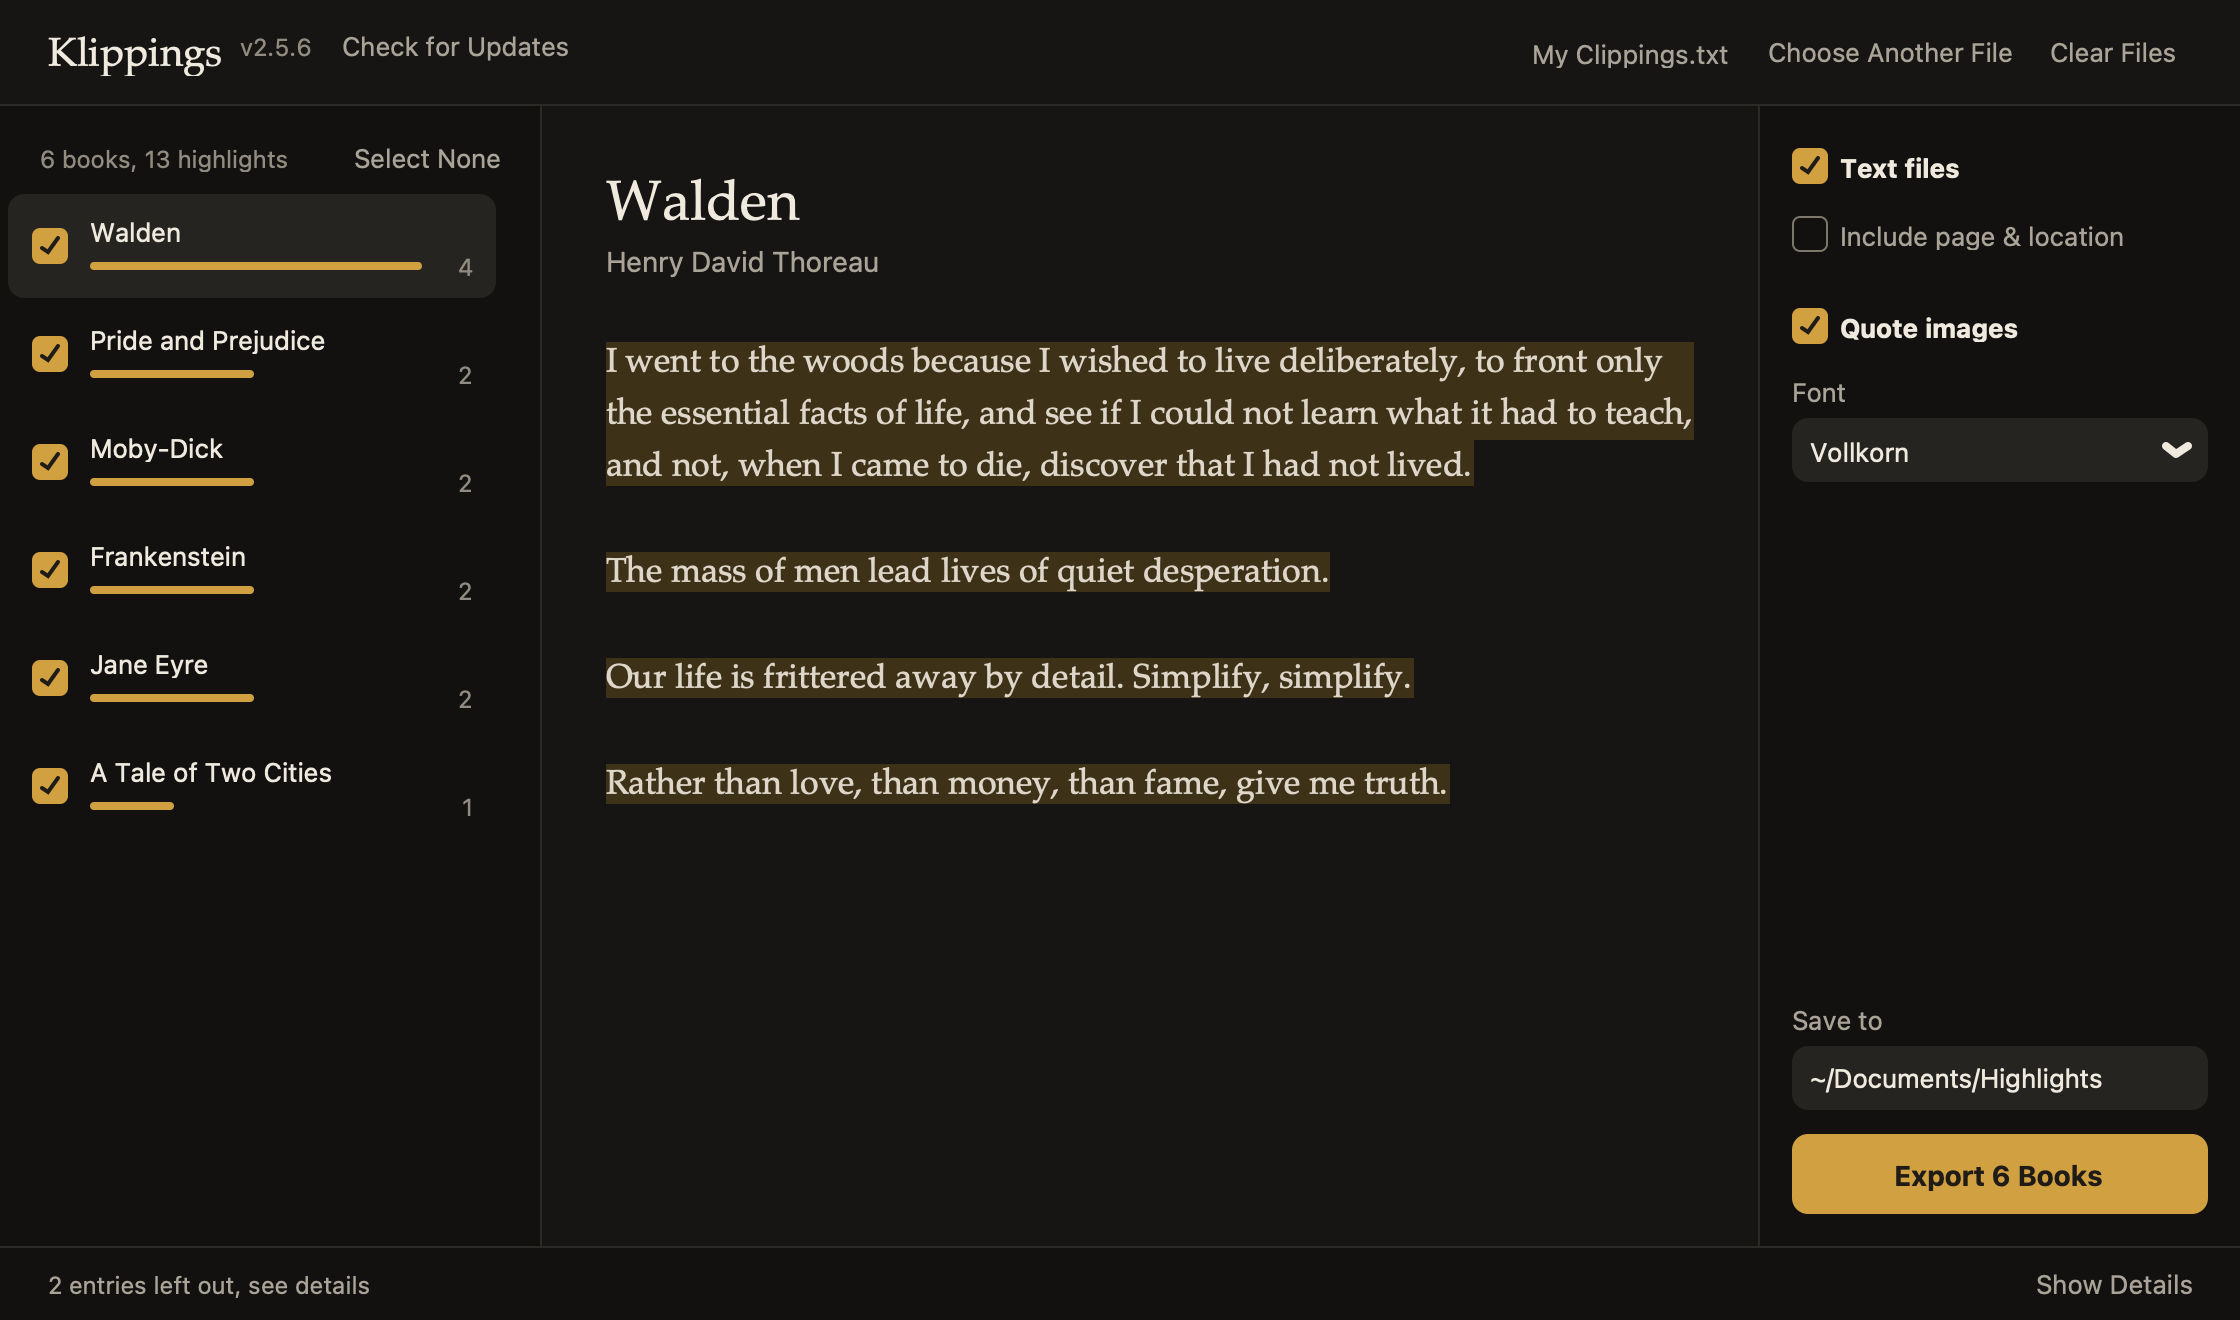 Klippings v2.5.6 Check for Updates
My Clippings.txt Choose Another File Clear Files
6 books, 13 highlights Select None
Walden
4
Pride and Prejudice
2
Moby-Dick
2
Frankenstein
2
Jane Eyre
2
A Tale of Two Cities
1
Walden
Henry David Thoreau
I went to the woods because I wished to live deliberately, to front only
the essential facts of life, and see if I could not learn what it had to teach,
and not, when I came to die, discover that I had not lived.
The mass of men lead lives of quiet desperation.
Our life is frittered away by detail. Simplify, simplify.
Rather than love, than money, than fame, give me truth.
Text files
Include page & location
Quote images
Font
Vollkorn
Save to
~/Documents/Highlights
Export 6 Books
2 entries left out, see details
Show Details